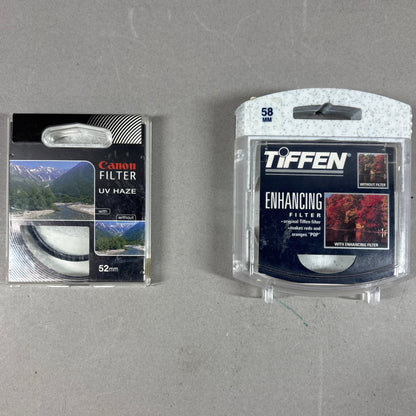 Canon
FILTER
UV HAZE
with
without
52mm
58
MM
TiFFEN
WITHOUT FILTER
ENHANCING
FILTER
-original Tiffen filter
-makes reds and
oranges "POP"
WITH ENHANCING FILTER